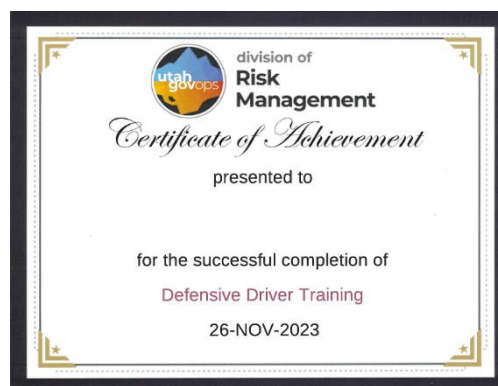 utah
govops
division of
Risk
Management
Certificate of Achievement
presented to
for the successful completion of
Defensive Driver Training
26-NOV-2023